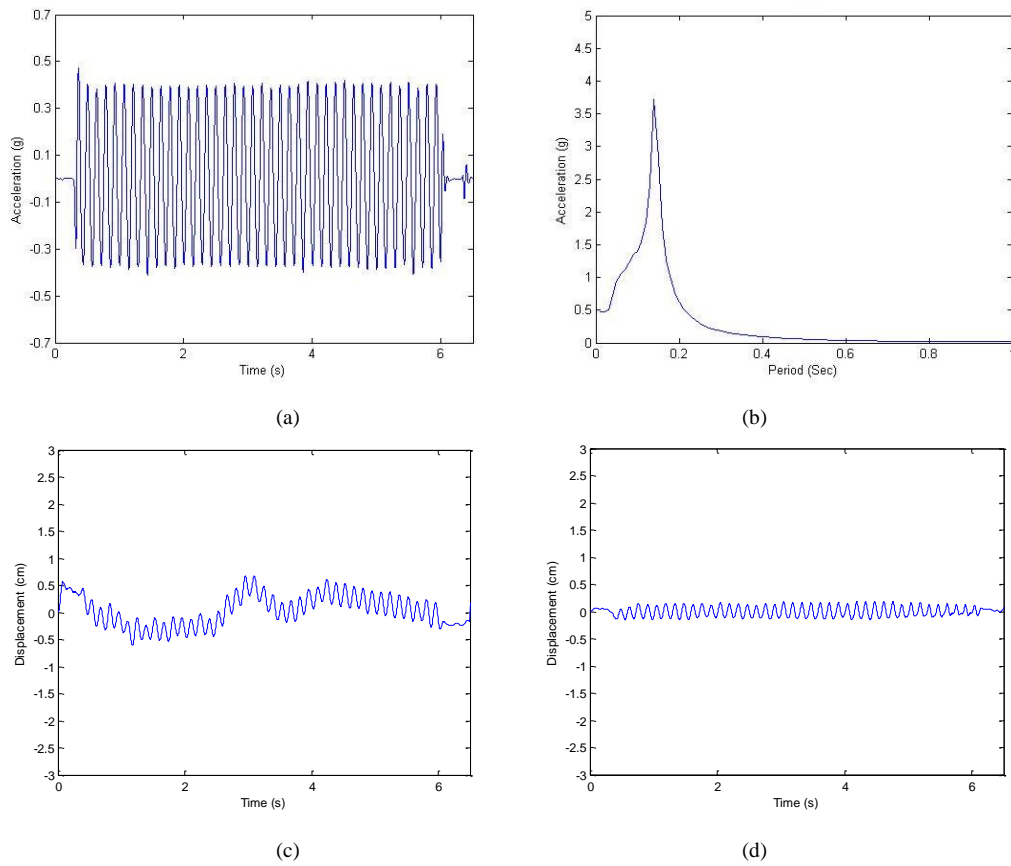 0.7
0.5
0.3
0.1
-0.1
-0.3
-0.5
-0.7
Acceleration (g)
0 2 4 6
Time (s)
(a)
5
4.5
4
3.5
3
2.5
2
1.5
1
0.5
0
Acceleration (g)
0 0.2 0.4 0.6 0.8 1
Period (Sec)
(b)
3
2.5
2
1.5
1
0.5
0
-0.5
-1
-1.5
-2
-2.5
-3
Displacement (cm)
0 2 4 6
Time (s)
(c)
3
2.5
2
1.5
1
0.5
0
-0.5
-1
-1.5
-2
-2.5
-3
Displacement (cm)
0 2 4 6
Time (s)
(d)